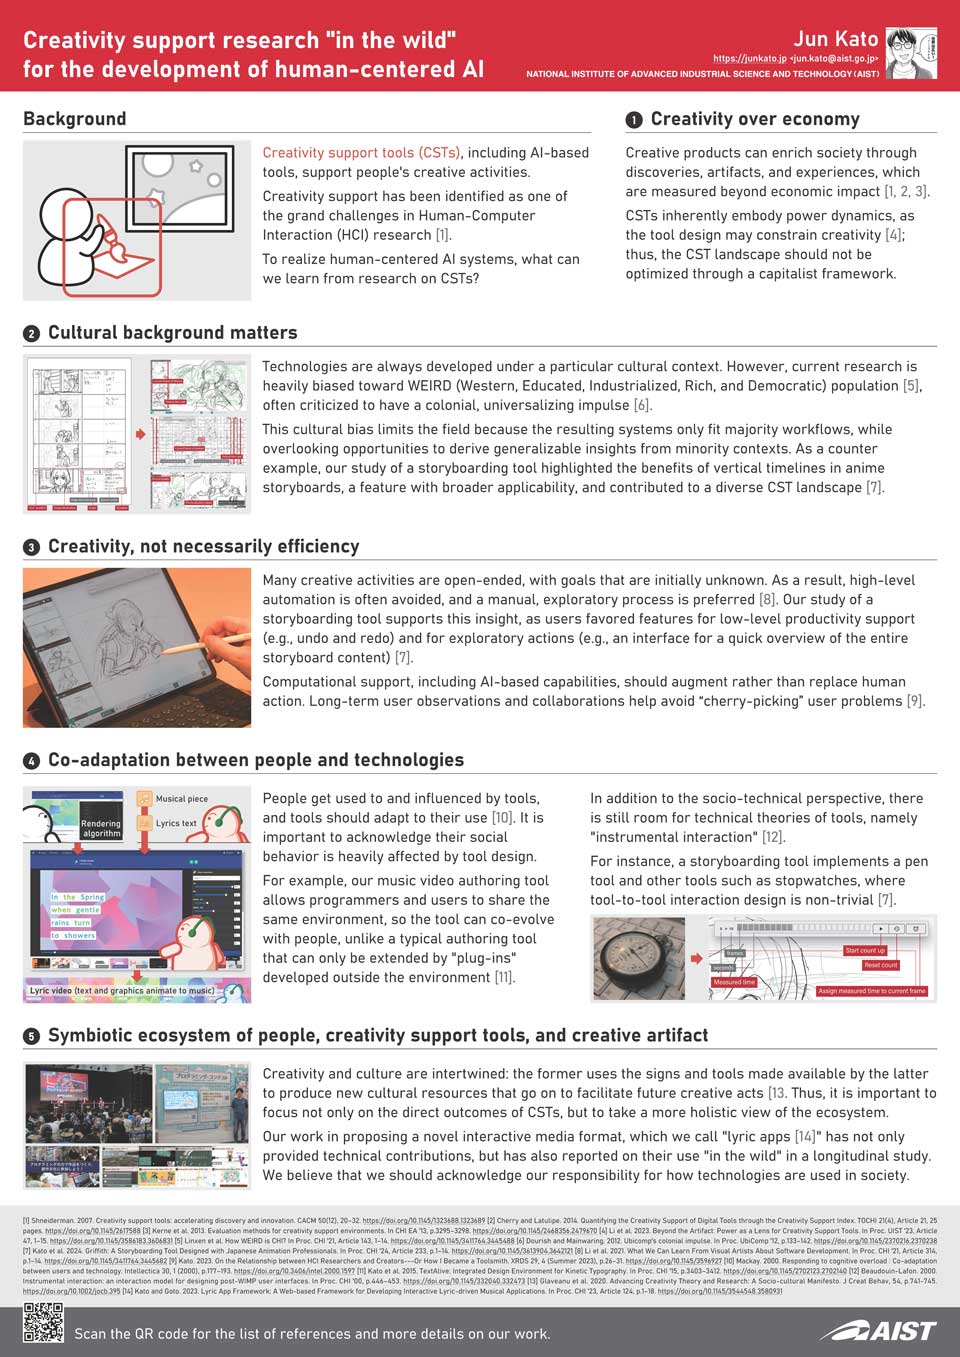 Creativity support research "in the wild"
for the development of human-centered AI
Jun Kato
https://junkato.jp <jun.kato@aist.go.jp>
NATIONAL INSTITUTE OF ADVANCED INDUSTRIAL SCIENCE AND TECHNOLOGY (AIST)
Background
Creativity support tools (CSTs), including AI-based
tools, support people's creative activities.
Creativity support has been identified as one of
the grand challenges in Human-Computer
Interaction (HCI) research [1].
To realize human-centered AI systems, what can
we learn from research on CSTs?
1 Creativity over economy
Creative products can enrich society through
discoveries, artifacts, and experiences, which
are measured beyond economic impact [1, 2, 3].
CSTs inherently embody power dynamics, as
the tool design may constrain creativity [4];
thus, the CST landscape should not be
optimized through a capitalist framework.
2 Cultural background matters
Technologies are always developed under a particular cultural context. However, current research is
heavily biased toward WEIRD (Western, Educated, Industrialized, Rich, and Democratic) population [5],
often criticized to have a colonial, universalizing impulse [6].
This cultural bias limits the field because the resulting systems only fit majority workflows, while
overlooking opportunities to derive generalizable insights from minority contexts. As a counter
example, our study of a storyboarding tool highlighted the benefits of vertical timelines in anime
storyboards, a feature with broader applicability, and contributed to a diverse CST landscape [7].
3 Creativity, not necessarily efficiency
Many creative activities are open-ended, with goals that are initially unknown. As a result, high-level
automation is often avoided, and a manual, exploratory process is preferred [8]. Our study of a
storyboarding tool supports this insight, as users favored features for low-level productivity support
(e.g., undo and redo) and for exploratory actions (e.g., an interface for a quick overview of the entire
storyboard content) [7].
Computational support, including AI-based capabilities, should augment rather than replace human
action. Long-term user observations and collaborations help avoid “cherry-picking” user problems [9].
4 Co-adaptation between people and technologies
Musical piece
Rendering
algorithm
Lyrics text
In the Spring
when gentle
rains turn
to showers
Lyric video (text and graphics animate to music)
People get used to and influenced by tools,
and tools should adapt to their use [10]. It is
important to acknowledge their social
behavior is heavily affected by tool design.
For example, our music video authoring tool
allows programmers and users to share the
same environment, so the tool can co-evolve
with people, unlike a typical authoring tool
that can only be extended by "plug-ins"
developed outside the environment [11].
In addition to the socio-technical perspective, there
is still room for technical theories of tools, namely
"instrumental interaction" [12].
For instance, a storyboarding tool implements a pen
tool and other tools such as stopwatches, where
tool-to-tool interaction design is non-trivial [7].
frames
seconds
Measured time
Start count up
Reset count
Assign measured time to current frame
5 Symbiotic ecosystem of people, creativity support tools, and creative artifact
プログラミング・コンテスト
Creativity and culture are intertwined: the former uses the signs and tools made available by the latter
to produce new cultural resources that go on to facilitate future creative acts [13. Thus, it is important to
focus not only on the direct outcomes of CSTs, but to take a more holistic view of the ecosystem.
Our work in proposing a novel interactive media format, which we call "lyric apps [14]" has not only
provided technical contributions, but has also reported on their use "in the wild" in a longitudinal study.
We believe that we should acknowledge our responsibility for how technologies are used in society.
[1] Shneiderman. 2007. Creativity support tools: accelerating discovery and innovation. CACM 50(12), 20–32. https://doi.org/10.1145/1323688.1323689 [2] Cherry and Latulipe. 2014. Quantifying the Creativity Support of Digital Tools through the Creativity Support Index. TOCHI 21(4), Article 21, 25
pages. https://doi.org/10.1145/2617588 [3] Kerne et al. 2013. Evaluation methods for creativity support environments. In CHI EA '13, p.3295–3298. https://doi.org/10.1145/2468356.2479670 [4] Li et al. 2023. Beyond the Artifact: Power as a Lens for Creativity Support Tools. In Proc. UIST '23, Article
47, 1–15. https://doi.org/10.1145/3586183.3606831 [5] Linxen et al. How WEIRD is CHI? In Proc. CHI '21, Article 143, 1–14. https://doi.org/10.1145/3411764.3445488 [6] Dourish and Mainwaring. 2012. Ubicomp's colonial impulse. In Proc. UbiComp '12, p.133–142. https://doi.org/10.1145/2370216.2370238
[7] Kato et al. 2024. Griffith: A Storyboarding Tool Designed with Japanese Animation Professionals. In Proc. CHI '24, Article 233, p.1–14. https://doi.org/10.1145/3613904.3642121 [8] Li et al. 2021. What We Can Learn From Visual Artists About Software Development. In Proc. CHI '21, Article 314,
p.1–14. https://doi.org/10.1145/3411764.3445682 [9] Kato. 2023. On the Relationship between HCI Researchers and Creators---Or How I Became a Toolsmith. XRDS 29, 4 (Summer 2023), p.26–31. https://doi.org/10.1145/3596927 [10] Mackay. 2000. Responding to cognitive overload : Co-adaptation
between users and technology. Intellectica 30, 1 (2000), p.177–193. https://doi.org/10.3406/intel.2000.1597 [11] Kato et al. 2015. TextAlive: Integrated Design Environment for Kinetic Typography. In Proc. CHI '15, p.3403–3412. https://doi.org/10.1145/2702123.2702140 [12] Beaudouin-Lafon. 2000.
Instrumental interaction: an interaction model for designing post-WIMP user interfaces. In Proc. CHI '00, p.446–453. https://doi.org/10.1145/332040.332473 [13] Glaveanu et al. 2020. Advancing Creativity Theory and Research: A Socio-cultural Manifesto. J Creat Behav, 54, p.741–745.
https://doi.org/10.1002/jocb.395 [14] Kato and Goto. 2023. Lyric App Framework: A Web-based Framework for Developing Interactive Lyric-driven Musical Applications. In Proc. CHI '23, Article 124, p.1–18. https://doi.org/10.1145/3544548.3580931
Scan the QR code for the list of references and more details on our work.
AIST